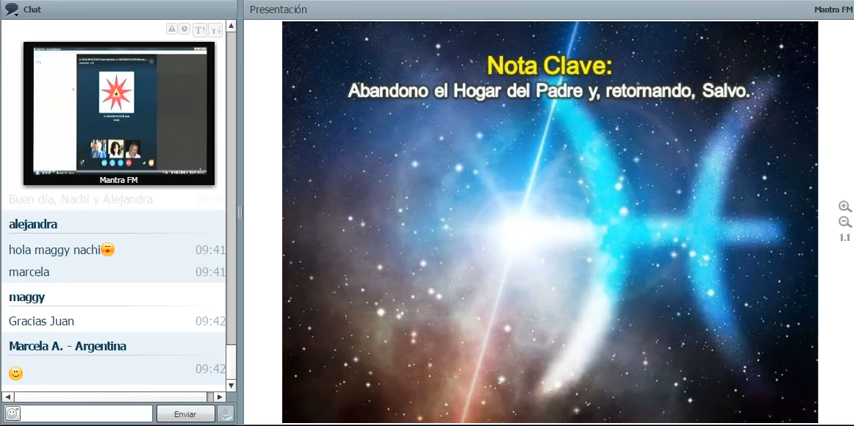 Chat
Mantra FM
Buen día, Nachi y Alejandra
alejandra
hola maggy nachi 09:41
marcela 09:41
maggy
Gracias Juan 09:42
Marcela A. - Argentina
09:42
Enviar
Presentación
Mantra FM
Nota Clave:
Abandono el Hogar del Padre y, retornando, Salvo.
1.1